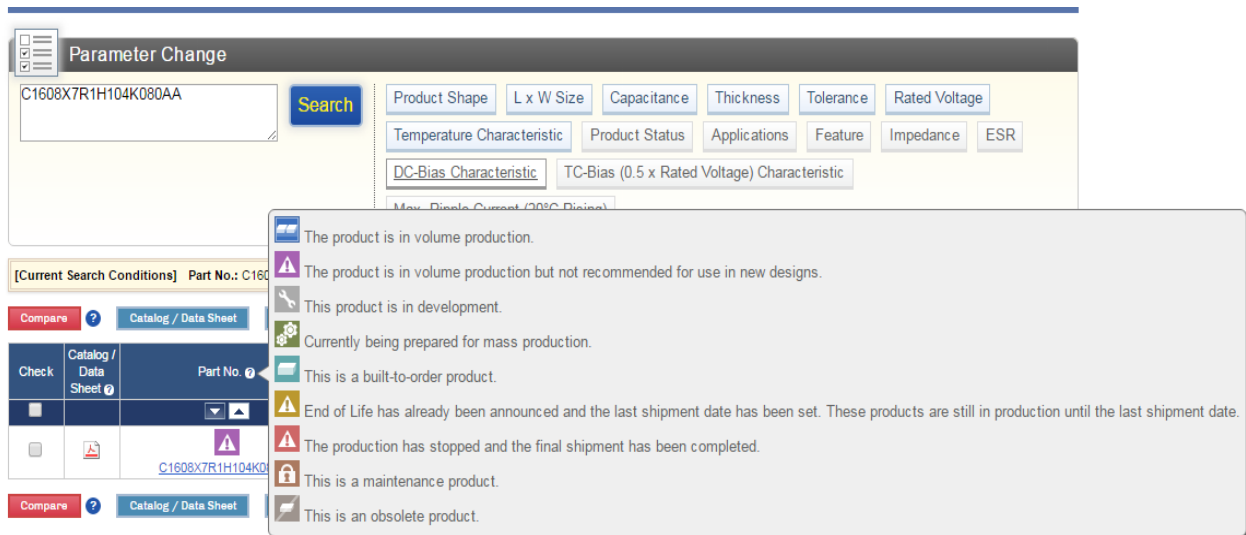 Parameter Change
C1608X7R1H104K080AA
Search
Product Shape L x W Size Capacitance Thickness Tolerance Rated Voltage
Temperature Characteristic Product Status Applications Feature Impedance ESR
DC-Bias Characteristic TC-Bias (0.5 x Rated Voltage) Characteristic
Max. Ripple Current (20°C Rising)
[Current Search Conditions] Part No.: C160
Compare ? Catalog / Data Sheet
Check Catalog / Data Sheet ? Part No. ?
C1608X7R1H104K08
Compare ? Catalog / Data Sheet
The product is in volume production.
The product is in volume production but not recommended for use in new designs.
This product is in development.
Currently being prepared for mass production.
This is a built-to-order product.
End of Life has already been announced and the last shipment date has been set. These products are still in production until the last shipment date.
The production has stopped and the final shipment has been completed.
This is a maintenance product.
This is an obsolete product.